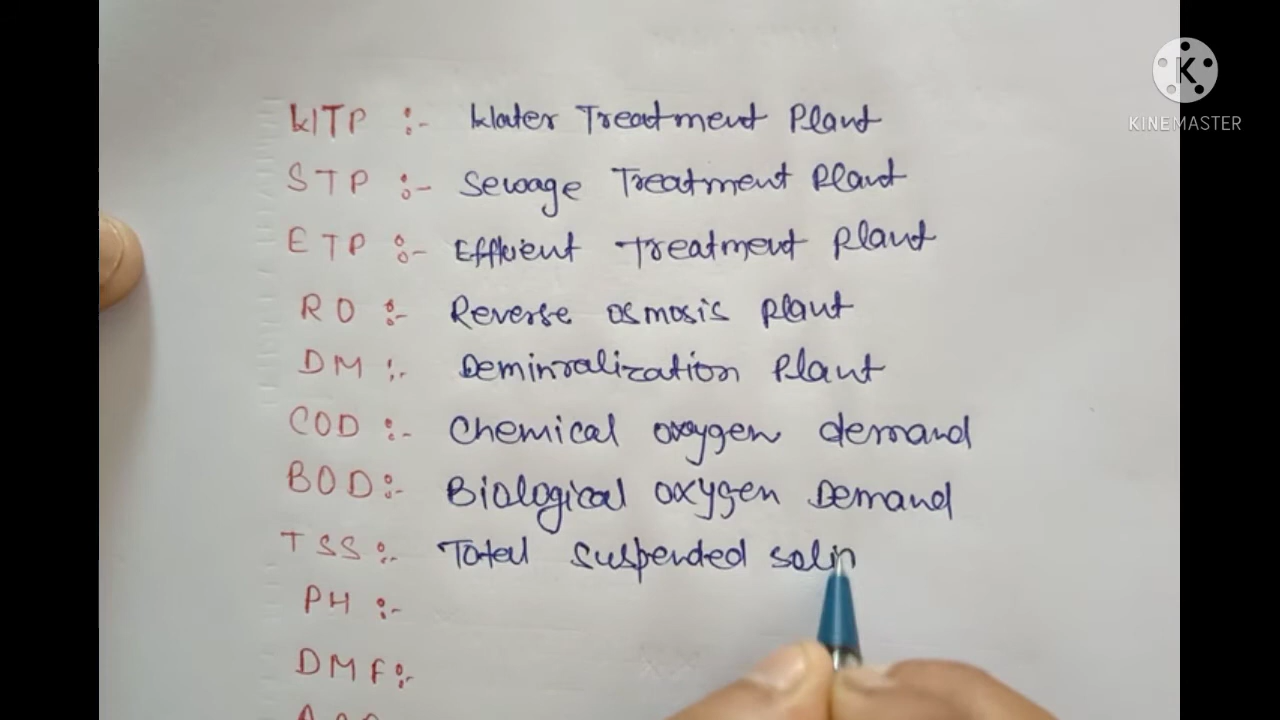 WTP :- Water Treatment Plant
STP :- Sewage Treatment Plant
ETP :- Effluent Treatment Plant
RO :- Reverse osmosis Plant
DM :- Deminralization Plant
COD :- Chemical oxygen demand
BOD :- Biological oxygen Demand
TSS :- Total suspended soli
PH :-
DMF :-
KINEMASTER